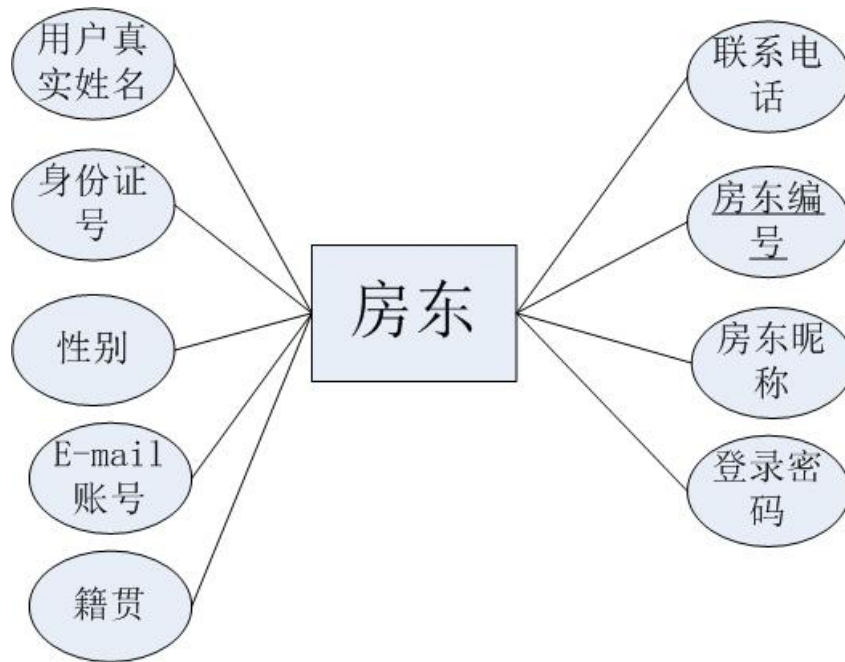 用户真
实姓名
身份证
号
性别
E-mail
账号
籍贯
房东
联系电
话
房东编
号
房东昵
称
登录密
码